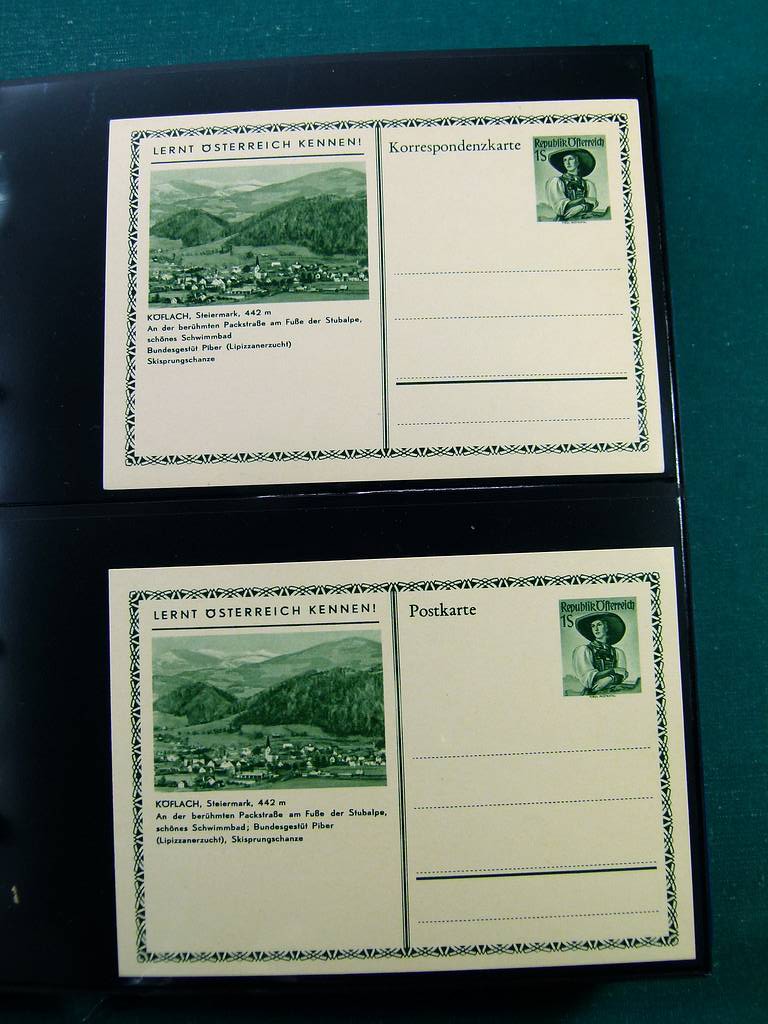 LERNT ÖSTERREICH KENNEN!
KÖFLACH, Steiermark, 442 m
An der berühmten Packstraße am Fuße der Stubalpe,
schönes Schwimmbad
Bundesgestüt Piber (Lipizzanerzucht)
Skisprungschanze
Korrespondenzkarte
Republik Österreich
1S
LERNT ÖSTERREICH KENNEN!
KÖFLACH, Steiermark, 442 m
An der berühmten Packstraße am Fuße der Stubalpe,
schönes Schwimmbad; Bundesgestüt Piber
(Lipizzanerzucht), Skisprungschanze
Postkarte
Republik Österreich
1S